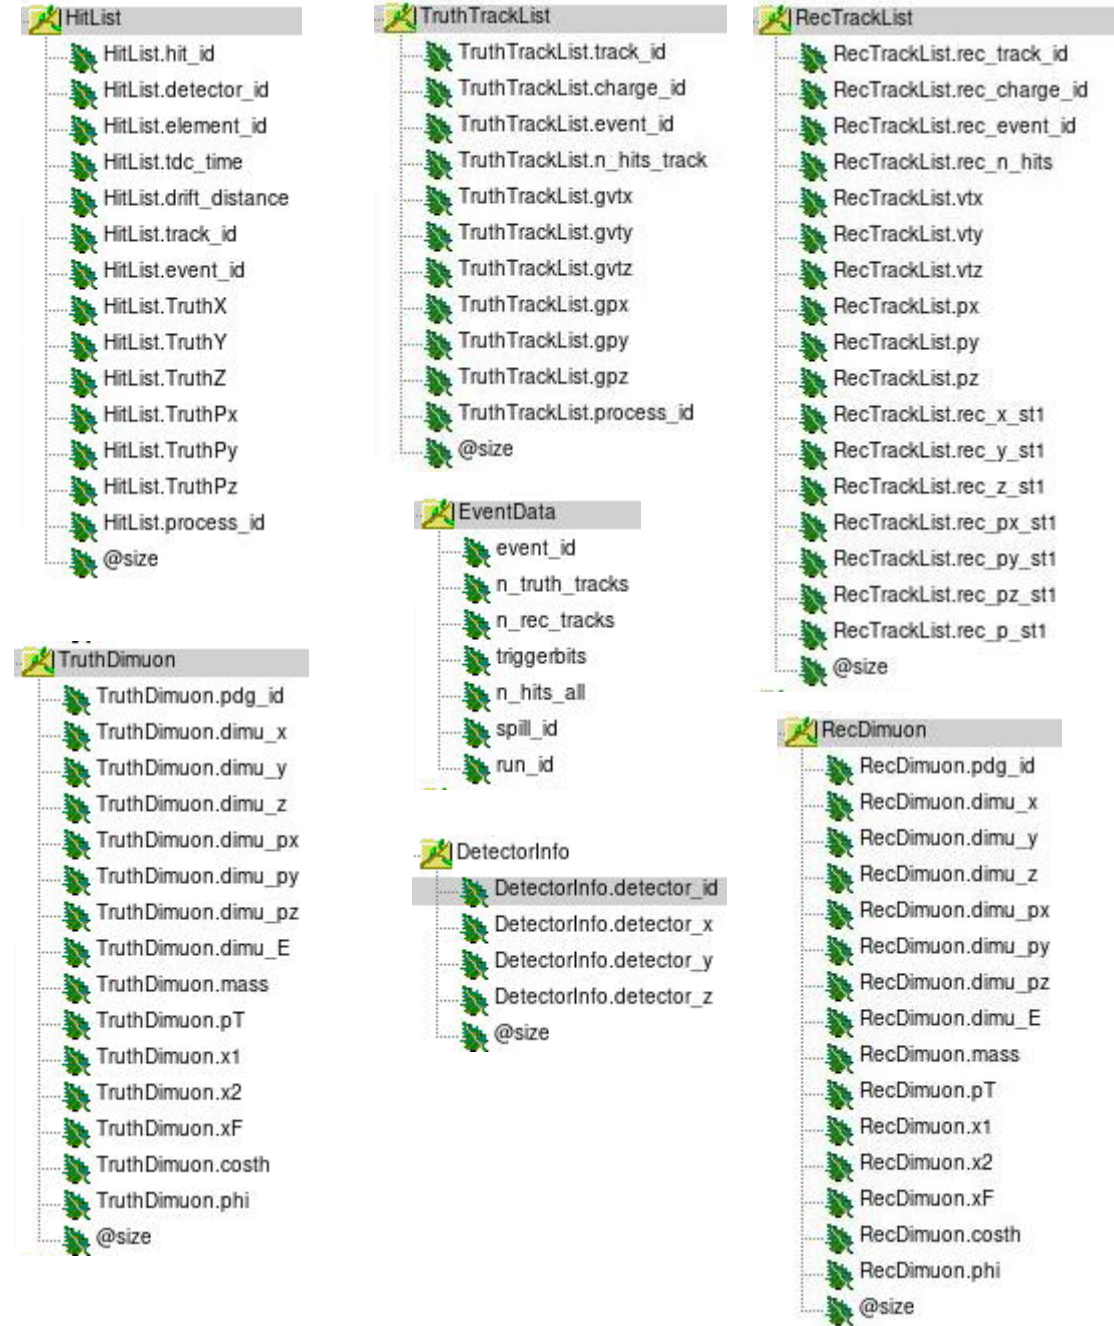 HitList
HitList.hit_id
HitList.detector_id
HitList.element_id
HitList.tdc_time
HitList.drift_distance
HitList.track_id
HitList.event_id
HitList.TruthX
HitList.TruthY
HitList.TruthZ
HitList.TruthPx
HitList.TruthPy
HitList.TruthPz
HitList.process_id
@size
TruthTrackList
TruthTrackList.track_id
TruthTrackList.charge_id
TruthTrackList.event_id
TruthTrackList.n_hits_track
TruthTrackList.gvtx
TruthTrackList.gvty
TruthTrackList.gvtz
TruthTrackList.gpx
TruthTrackList.gpy
TruthTrackList.gpz
TruthTrackList.process_id
@size
RecTrackList
RecTrackList.rec_track_id
RecTrackList.rec_charge_id
RecTrackList.rec_event_id
RecTrackList.rec_n_hits
RecTrackList.vtx
RecTrackList.vty
RecTrackList.vtz
RecTrackList.px
RecTrackList.py
RecTrackList.pz
RecTrackList.rec_x_st1
RecTrackList.rec_y_st1
RecTrackList.rec_z_st1
RecTrackList.rec_px_st1
RecTrackList.rec_py_st1
RecTrackList.rec_pz_st1
RecTrackList.rec_p_st1
@size
EventData
event_id
n_truth_tracks
n_rec_tracks
triggerbits
n_hits_all
spill_id
run_id
TruthDimuon
TruthDimuon.pdg_id
TruthDimuon.dimu_x
TruthDimuon.dimu_y
TruthDimuon.dimu_z
TruthDimuon.dimu_px
TruthDimuon.dimu_py
TruthDimuon.dimu_pz
TruthDimuon.dimu_E
TruthDimuon.mass
TruthDimuon.pT
TruthDimuon.x1
TruthDimuon.x2
TruthDimuon.xF
TruthDimuon.costh
TruthDimuon.phi
@size
DetectorInfo
DetectorInfo.detector_id
DetectorInfo.detector_x
DetectorInfo.detector_y
DetectorInfo.detector_z
@size
RecDimuon
RecDimuon.pdg_id
RecDimuon.dimu_x
RecDimuon.dimu_y
RecDimuon.dimu_z
RecDimuon.dimu_px
RecDimuon.dimu_py
RecDimuon.dimu_pz
RecDimuon.dimu_E
RecDimuon.mass
RecDimuon.pT
RecDimuon.x1
RecDimuon.x2
RecDimuon.xF
RecDimuon.costh
RecDimuon.phi
@size